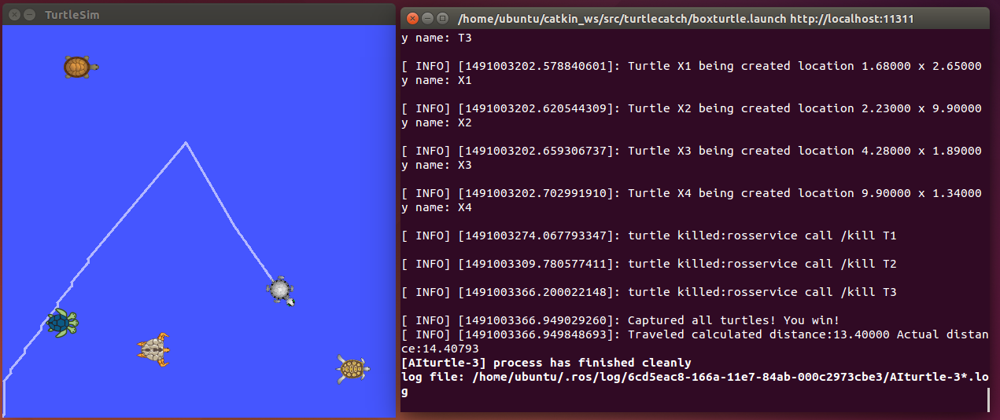 TurtleSim
/home/ubuntu/catkin_ws/src/turtlecatch/boxturtle.launch http://localhost:11311
y name: T3
[ INFO] [1491003202.578840601]: Turtle X1 being created location 1.68000 x 2.65000
y name: X1
[ INFO] [1491003202.620544309]: Turtle X2 being created location 2.23000 x 9.90000
y name: X2
[ INFO] [1491003202.659306737]: Turtle X3 being created location 4.28000 x 1.89000
y name: X3
[ INFO] [1491003202.702991910]: Turtle X4 being created location 9.90000 x 1.34000
y name: X4
[ INFO] [1491003274.067793347]: turtle killed:rosservice call /kill T1
[ INFO] [1491003309.780577411]: turtle killed:rosservice call /kill T2
[ INFO] [1491003366.200022148]: turtle killed:rosservice call /kill T3
[ INFO] [1491003366.949029260]: Captured all turtles! You win!
[ INFO] [1491003366.949848693]: Traveled calculated distance:13.40000 Actual distan
ce:14.40793
[AIturtle-3] process has finished cleanly
log file: /home/ubuntu/.ros/log/6cd5eac8-166a-11e7-84ab-000c2973cbe3/AIturtle-3*.lo
g